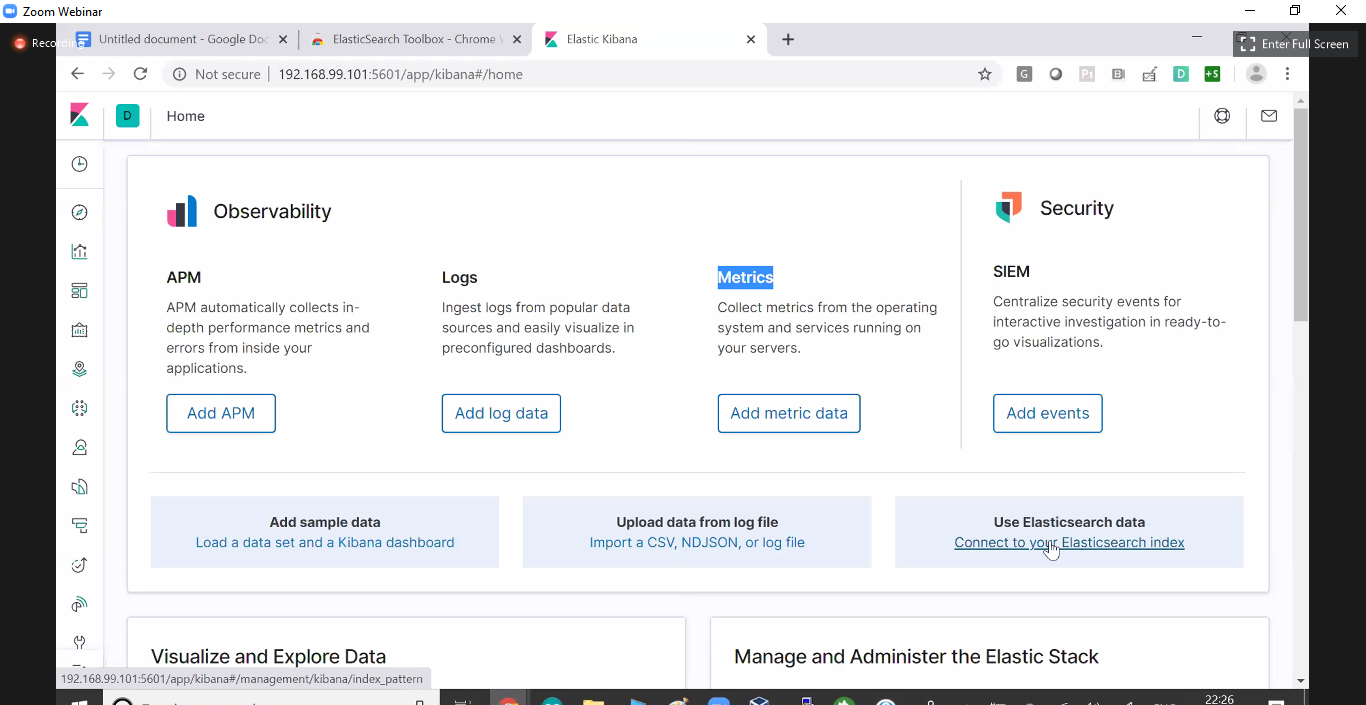 Zoom Webinar
Recording
Untitled document - Google Doc
ElasticSearch Toolbox - Chrome
Elastic Kibana
Enter Full Screen
Not secure
192.168.99.101:5601/app/kibana#/home
D
Home
Observability
Security
APM
APM automatically collects in-
depth performance metrics and
errors from inside your
applications.
Add APM
Logs
Ingest logs from popular data
sources and easily visualize in
preconfigured dashboards.
Add log data
Metrics
Collect metrics from the operating
system and services running on
your servers.
Add metric data
SIEM
Centralize security events for
interactive investigation in ready-to-
go visualizations.
Add events
Add sample data
Load a data set and a Kibana dashboard
Upload data from log file
Import a CSV, NDJSON, or log file
Use Elasticsearch data
Connect to your Elasticsearch index
Visualize and Explore Data
Manage and Administer the Elastic Stack
192.168.99.101:5601/app/kibana#/management/kibana/index_pattern
22:26